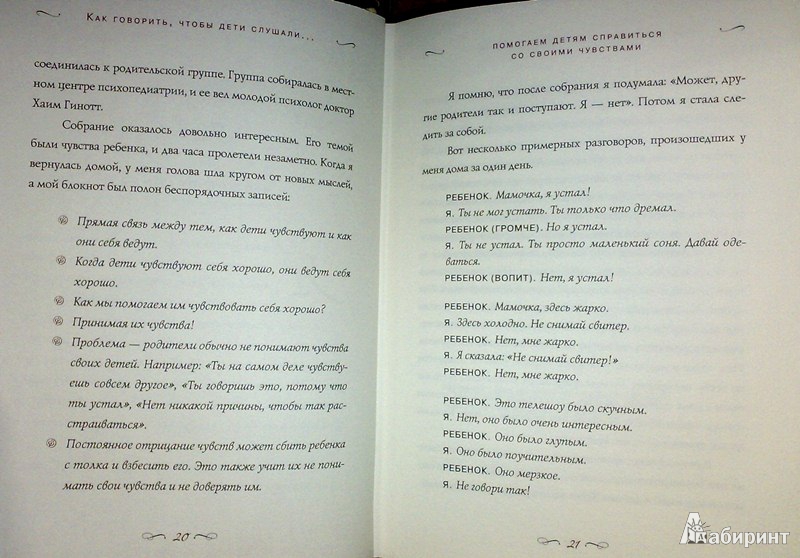 Как говорить, чтобы дети слушали...
соединилась к родительской группе. Группа собиралась в мест-
ном центре психопедиатрии, и ее вел молодой психолог доктор
Хаим Гинотт.
Собрание оказалось довольно интересным. Его темой
были чувства ребенка, и два часа пролетели незаметно. Когда я
вернулась домой, у меня голова шла кругом от новых мыслей,
а мой блокнот был полон беспорядочных записей:
Прямая связь между тем, как дети чувствуют и как
они себя ведут.
Когда дети чувствуют себя хорошо, они ведут себя
хорошо.
Как мы помогаем им чувствовать себя хорошо?
Принимая их чувства!
Проблема — родители обычно не понимают чувства
своих детей. Например: «Ты на самом деле чувству-
ешь совсем другое», «Ты говоришь это, потому что
ты устал», «Нет никакой причины, чтобы так рас-
страиваться».
Постоянное отрицание чувств может сбить ребенка
с толка и взбесить его. Это также учит их не пони-
мать свои чувства и не доверять им.
20
ПОМОГАЕМ ДЕТЯМ СПРАВИТЬСЯ
СО СВОИМИ ЧУВСТВАМИ
Я помню, что после собрания я подумала: «Может, дру-
гие родители так и поступают. Я — нет». Потом я стала сле-
дить за собой.
Вот несколько примерных разговоров, произошедших у
меня дома за один день.
РЕБЕНОК. Мамочка, я устал!
Я. Ты не мог устать. Ты только что дремал.
РЕБЕНОК (ГРОМЧЕ). Но я устал.
Я. Ты не устал. Ты просто маленький соня. Давай оде-
ваться.
РЕБЕНОК (ВОПИТ). Нет, я устал!
РЕБЕНОК. Мамочка, здесь жарко.
Я. Здесь холодно. Не снимай свитер.
РЕБЕНОК. Нет, мне жарко.
Я. Я сказала: «Не снимай свитер!»
РЕБЕНОК. Нет, мне жарко.
РЕБЕНОК. Это телешоу было скучным.
Я. Нет, оно было очень интересным.
РЕБЕНОК. Оно было глупым.
Я. Оно было поучительным.
РЕБЕНОК. Оно мерзкое.
Я. Не говори так!
21
Лабиринт